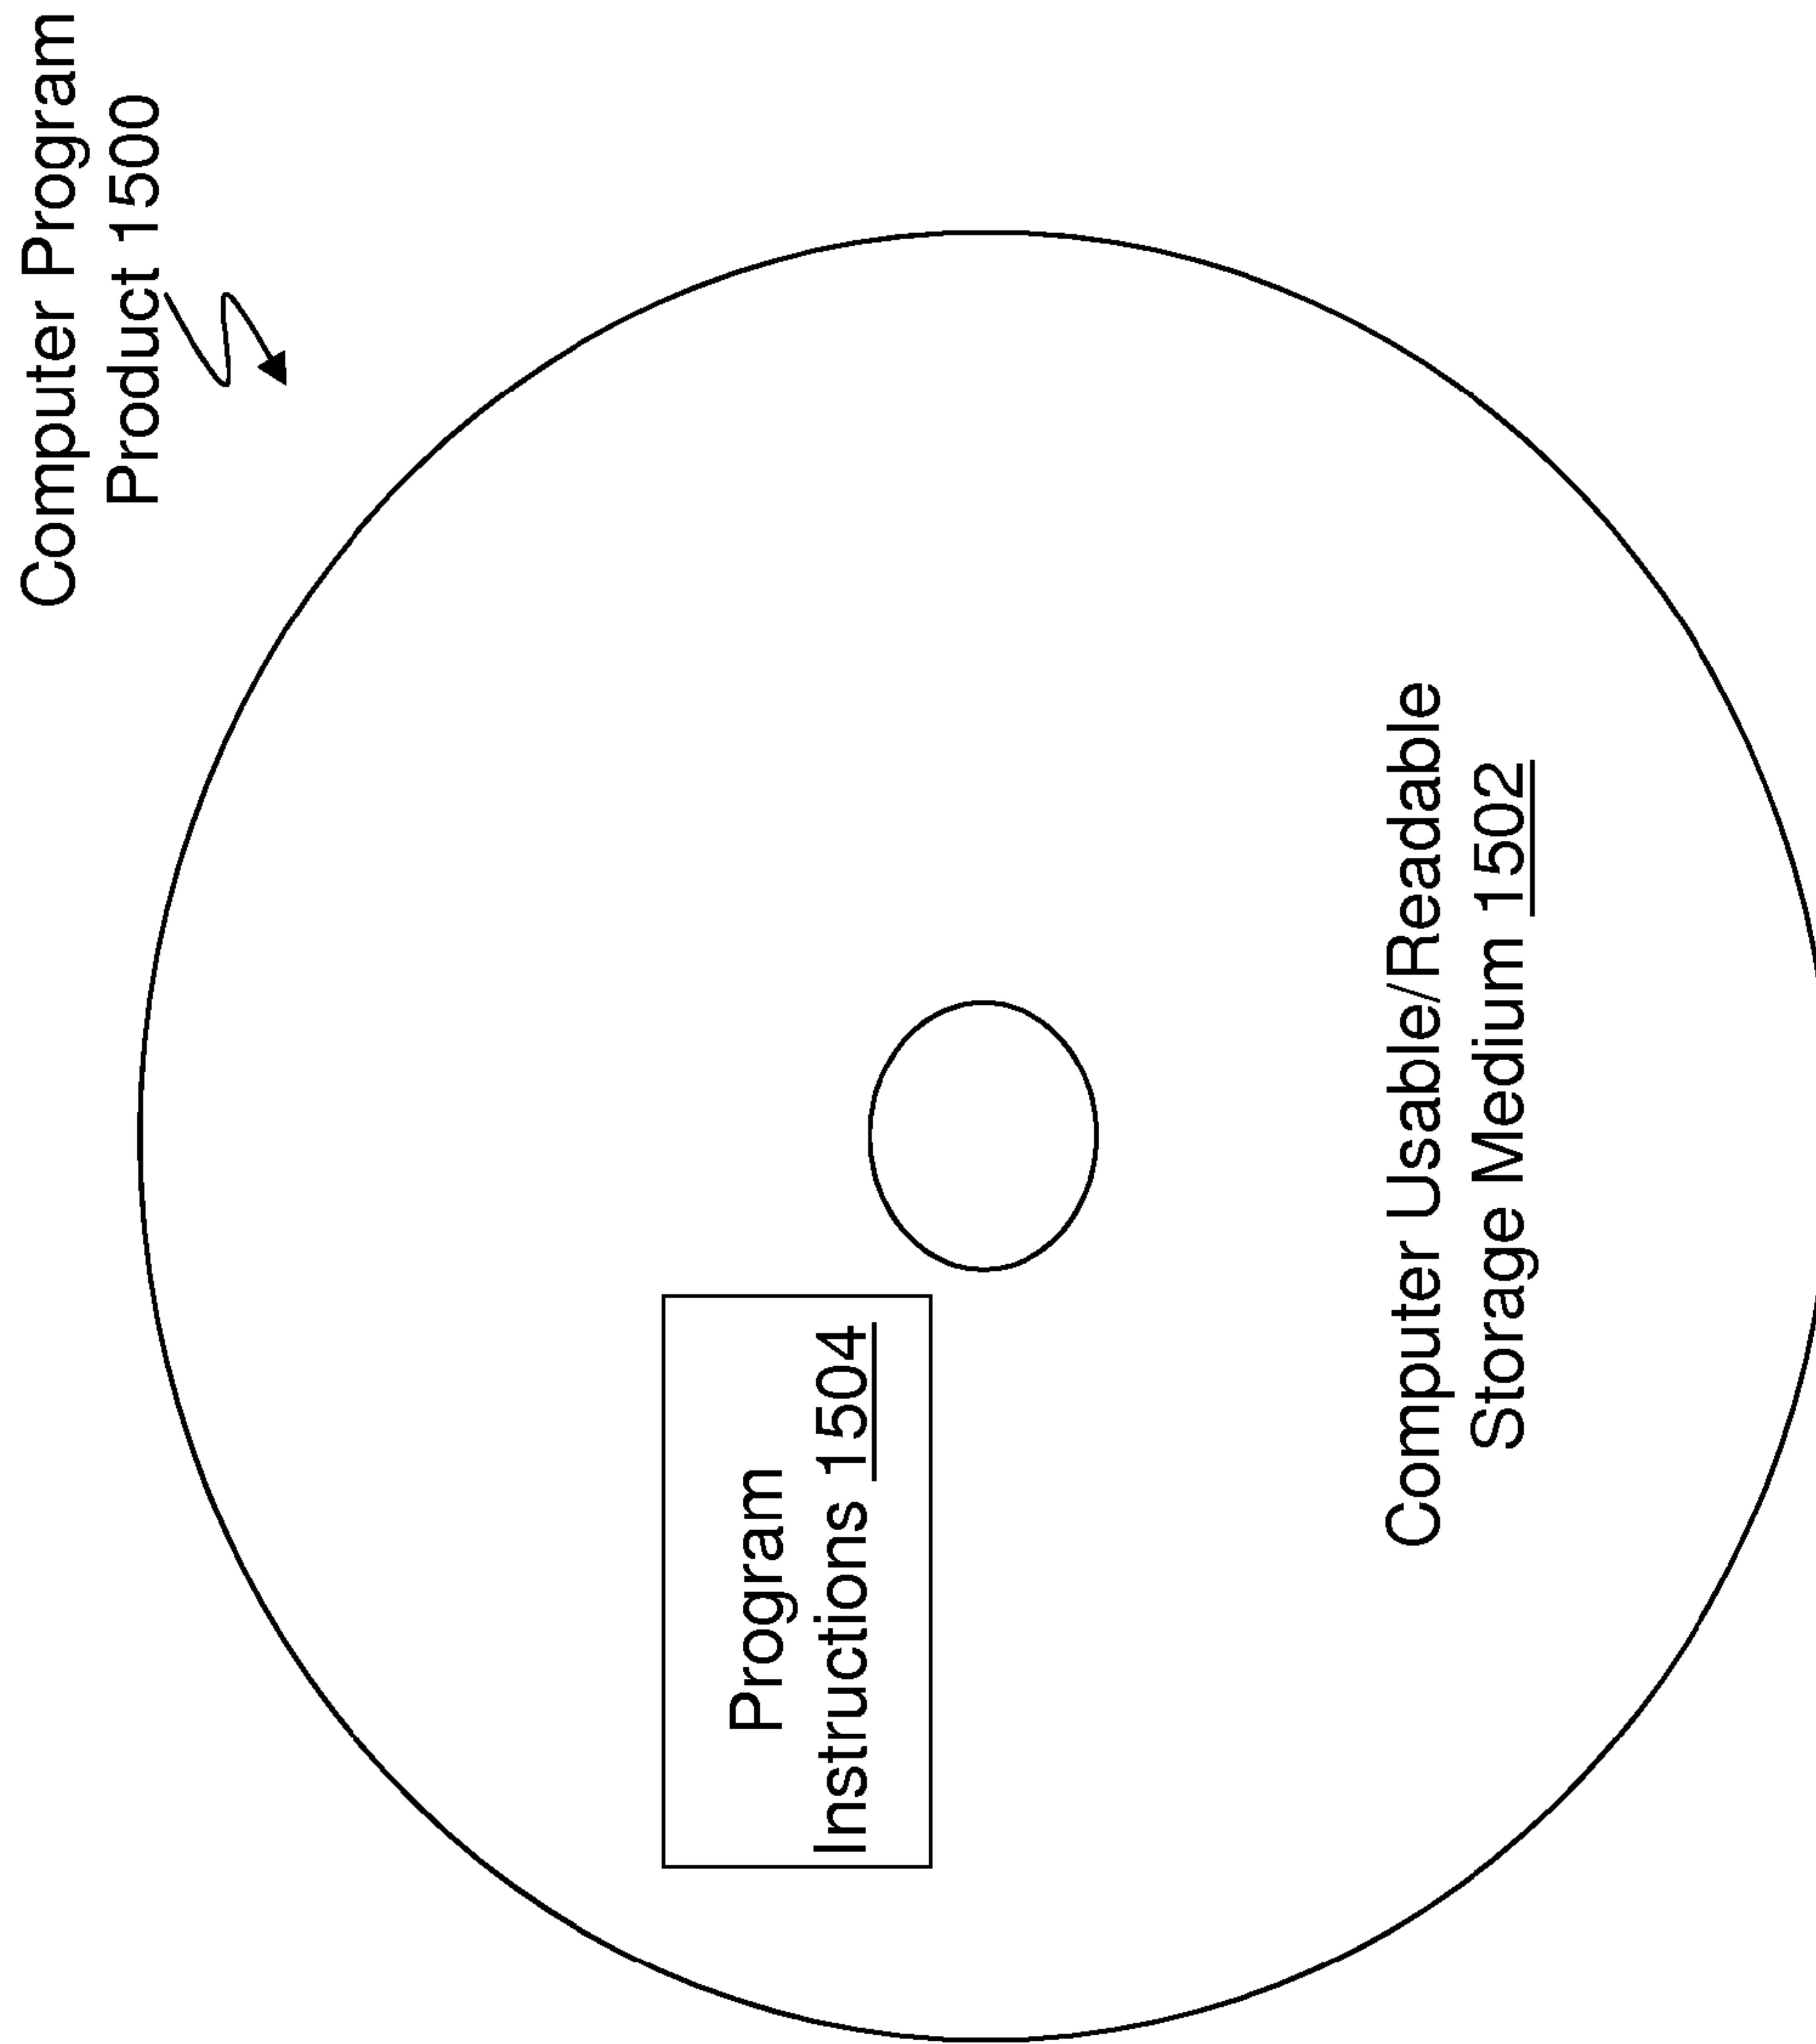 Computer Program
Product 1500
Program
Instructions 1504
Computer Usable/Readable
Storage Medium 1502